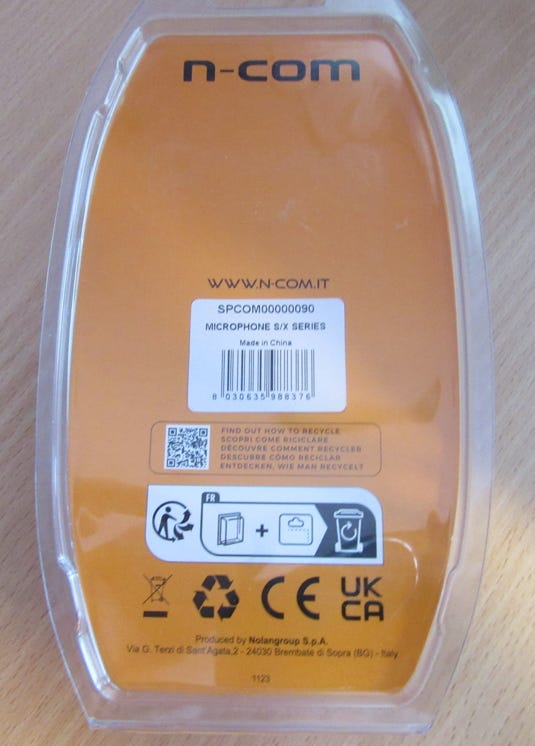 n-com
WWW.N-COM.IT
SPCOM00000090
MICROPHONE S/X SERIES
Made in China
8 030635 988376
FIND OUT HOW TO RECYCLE
SCOPRI COME RICICLARE
DÉCOUVRE COMMENT RECYCLER
DESCUBRE CÓMO RECICLAR
ENTDECKEN, WIE MAN RECYCELT
FR
+
CE
UK
CA
Produced by Nolangroup S.p.A.
Via G. Terzi di Sant'Agata,2 - 24030 Brembate di Sopra (BG) - Italy
1123